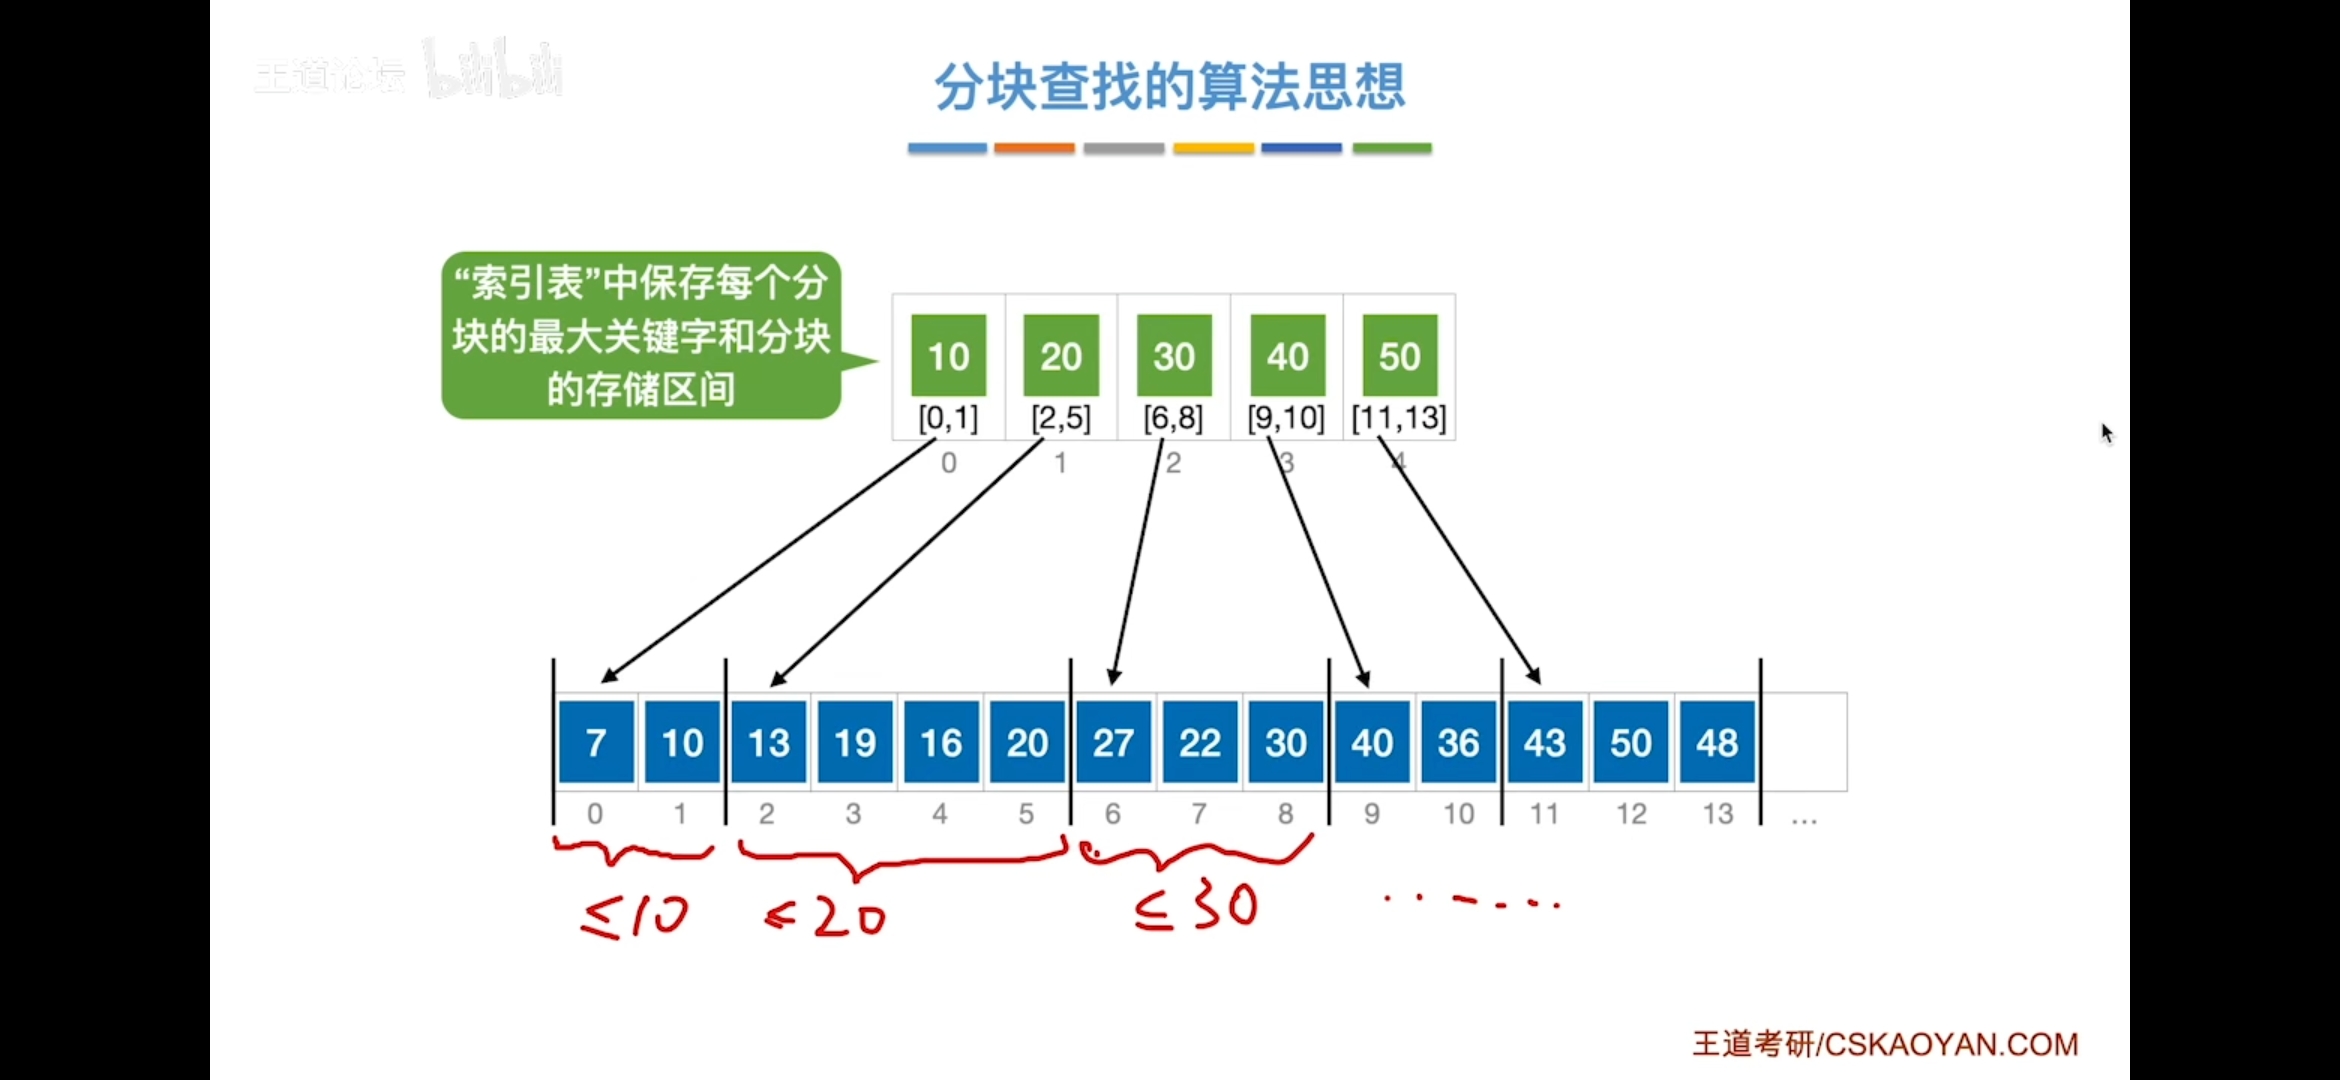 王道论坛 bilibili
分块查找的算法思想
“索引表”中保存每个分
块的最大关键字和分块
的存储区间
10 20 30 40 50
[0,1] [2,5] [6,8] [9,10] [11,13]
0 1 2 3 4
7 10 13 19 16 20 27 22 30 40 36 43 50 48
0 1 2 3 4 5 6 7 8 9 10 11 12 13 ...
≤10 ≤20 ≤30 ......
王道考研/CSKAOYAN.COM